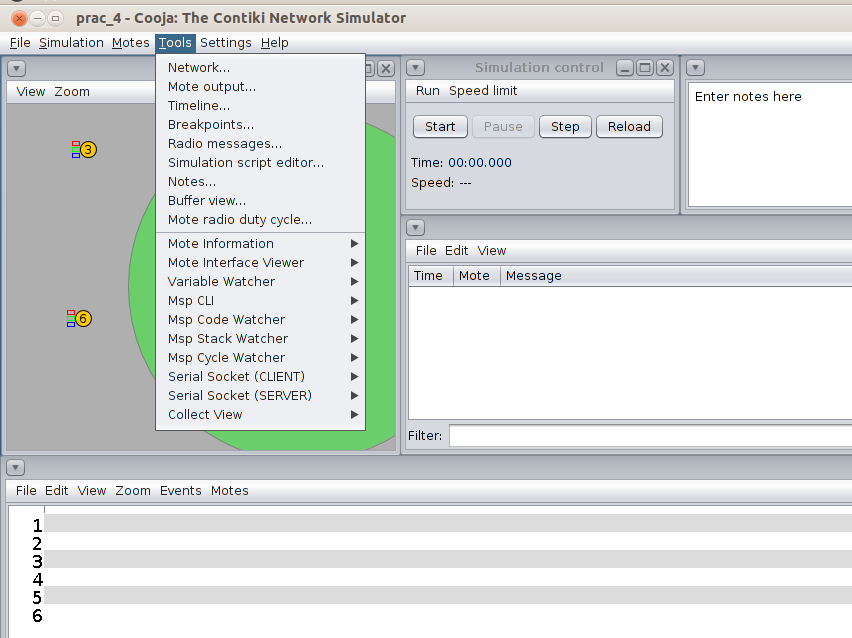 prac_4 - Cooja: The Contiki Network Simulator
File Simulation Motes Tools Settings Help
View Zoom
3
6
Network...
Mote output...
Timeline...
Breakpoints...
Radio messages...
Simulation script editor...
Notes...
Buffer view...
Mote radio duty cycle...
Mote Information
Mote Interface Viewer
Variable Watcher
Msp CLI
Msp Code Watcher
Msp Stack Watcher
Msp Cycle Watcher
Serial Socket (CLIENT)
Serial Socket (SERVER)
Collect View
Simulation control
Run Speed limit
Start Pause Step Reload
Time: 00:00.000
Speed: ---
Enter notes here
File Edit View
Time Mote Message
Filter:
File Edit View Zoom Events Motes
1
2
3
4
5
6